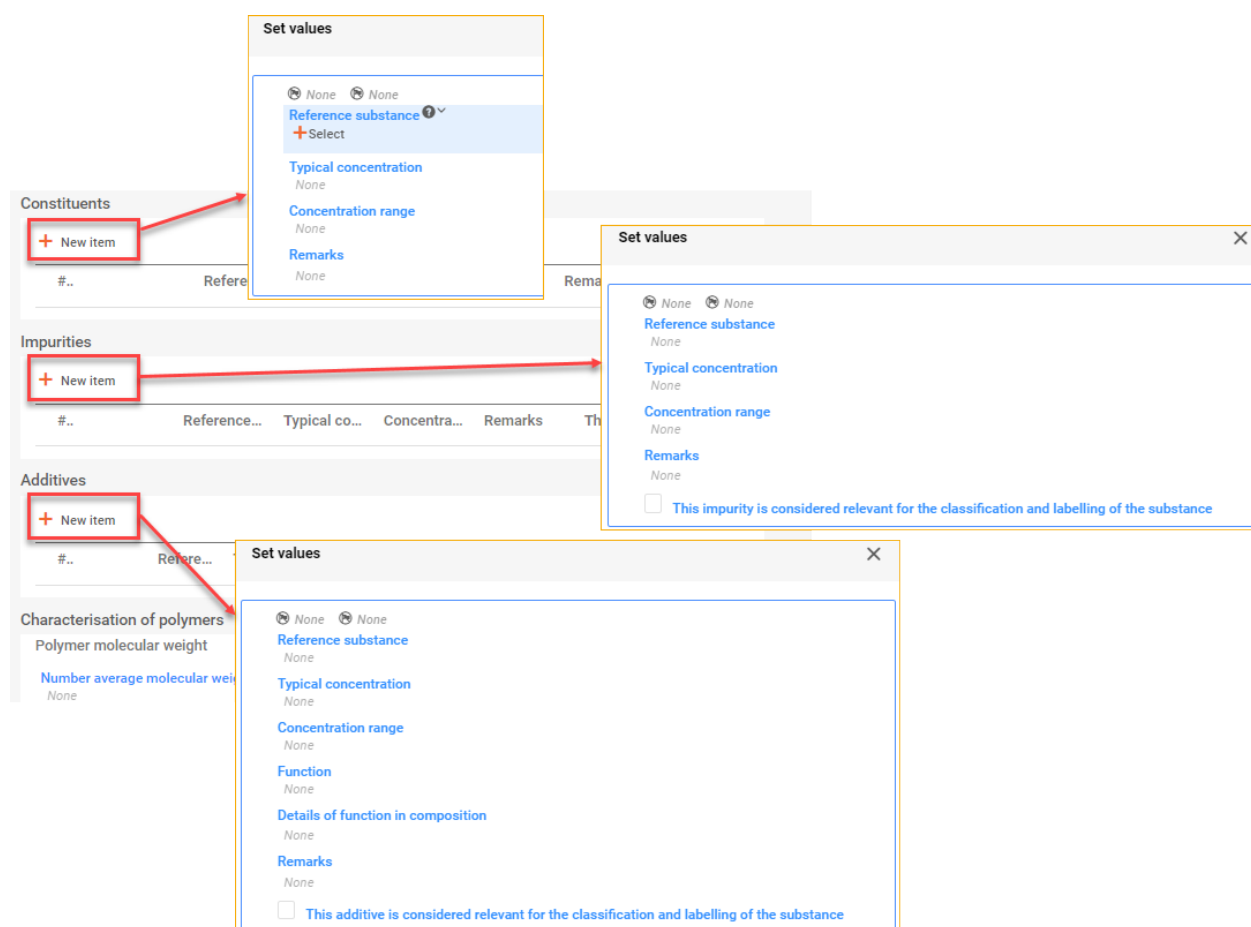 Set values
None None
Reference substance
Select
Typical concentration
None
Concentration range
None
Remarks
None
Constituents
New item
#.. Refere Rema
Set values
None None
Reference substance
None
Typical concentration
None
Concentration range
None
Remarks
None
This impurity is considered relevant for the classification and labelling of the substance
Impurities
New item
#.. Reference... Typical co... Concentra... Remarks Th
Additives
New item
#.. Refere...
Set values
None None
Reference substance
None
Typical concentration
None
Concentration range
None
Function
None
Details of function in composition
None
Remarks
None
This additive is considered relevant for the classification and labelling of the substance
Characterisation of polymers
Polymer molecular weight
Number average molecular wei
None